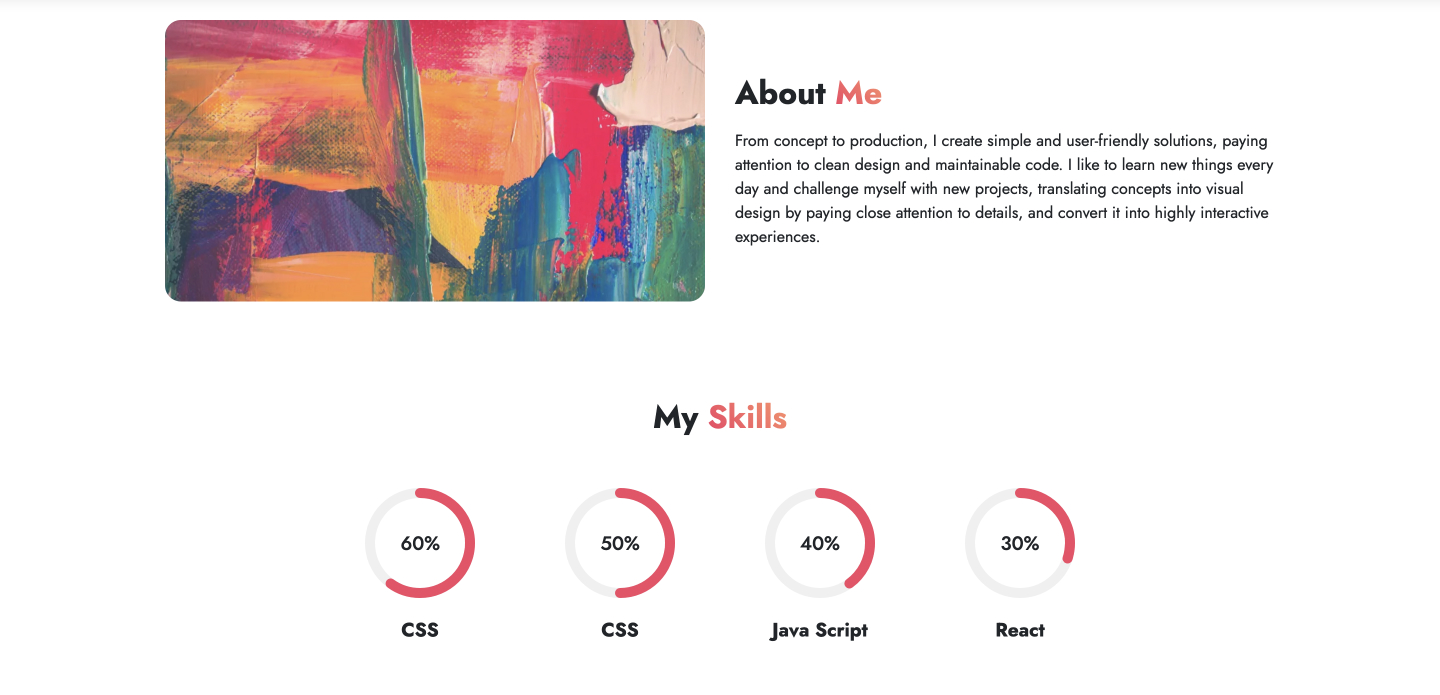 About Me
From concept to production, I create simple and user-friendly solutions, paying
attention to clean design and maintainable code. I like to learn new things every
day and challenge myself with new projects, translating concepts into visual
design by paying close attention to details, and convert it into highly interactive
experiences.
My Skills
60% 50% 40% 30%
CSS CSS Java Script React